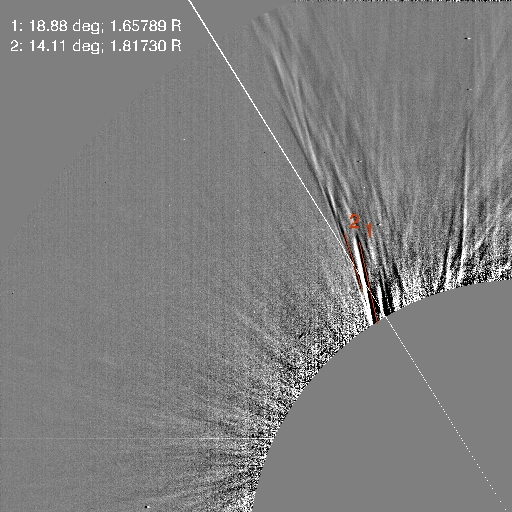 1: 18.88 deg; 1.65789 R
2: 14.11 deg; 1.81730 R
2 1